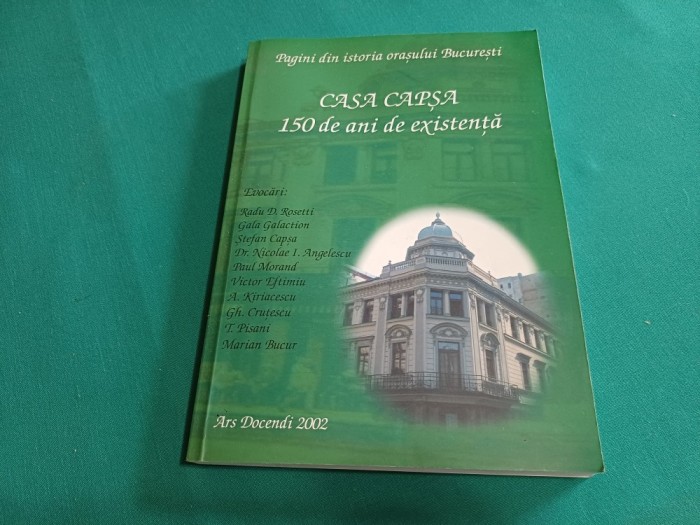 Pagini din istoria orașului București
CASA CAPȘA
150 de ani de existență
Evocări:
Radu D. Rosetti
Gala Galaction
Ștefan Capșa
Dr. Nicolae I. Angelescu
Paul Morand
Victor Eftimiu
A. Kiriacescu
Gh. Cruțescu
T. Pisani
Marian Bucur
Ars Docendi 2002